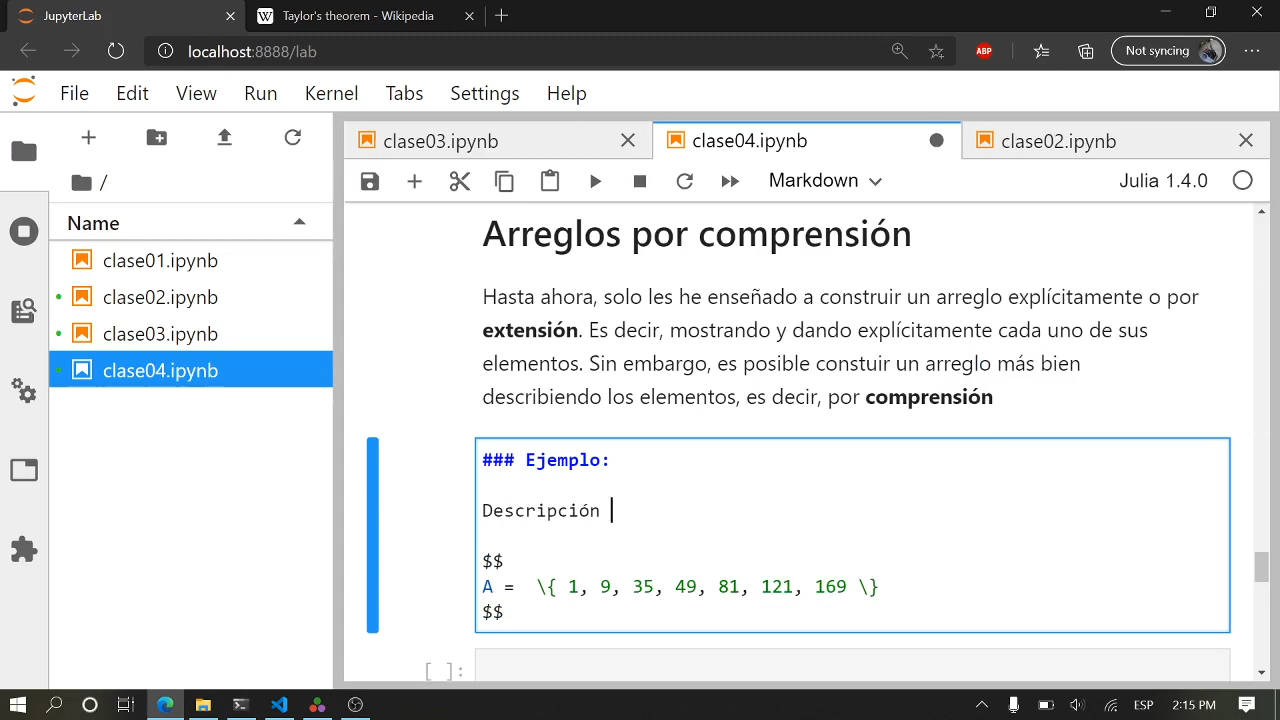 JupyterLab
Taylor's theorem - Wikipedia
localhost:8888/lab
ABP
Not syncing
File Edit View Run Kernel Tabs Settings Help
clase03.ipynb
clase04.ipynb
clase02.ipynb
/
Markdown
Julia 1.4.0
Name
clase01.ipynb
clase02.ipynb
clase03.ipynb
clase04.ipynb
Arreglos por comprensión
Hasta ahora, solo les he enseñado a construir un arreglo explícitamente o por
extensión. Es decir, mostrando y dando explícitamente cada uno de sus
elementos. Sin embargo, es posible constuir un arreglo más bien
describiendo los elementos, es decir, por comprensión
### Ejemplo:
Descripción
$$
A =  \{ 1, 9, 35, 49, 81, 121, 169 \}
$$
[ ]:
ESP
2:15 PM